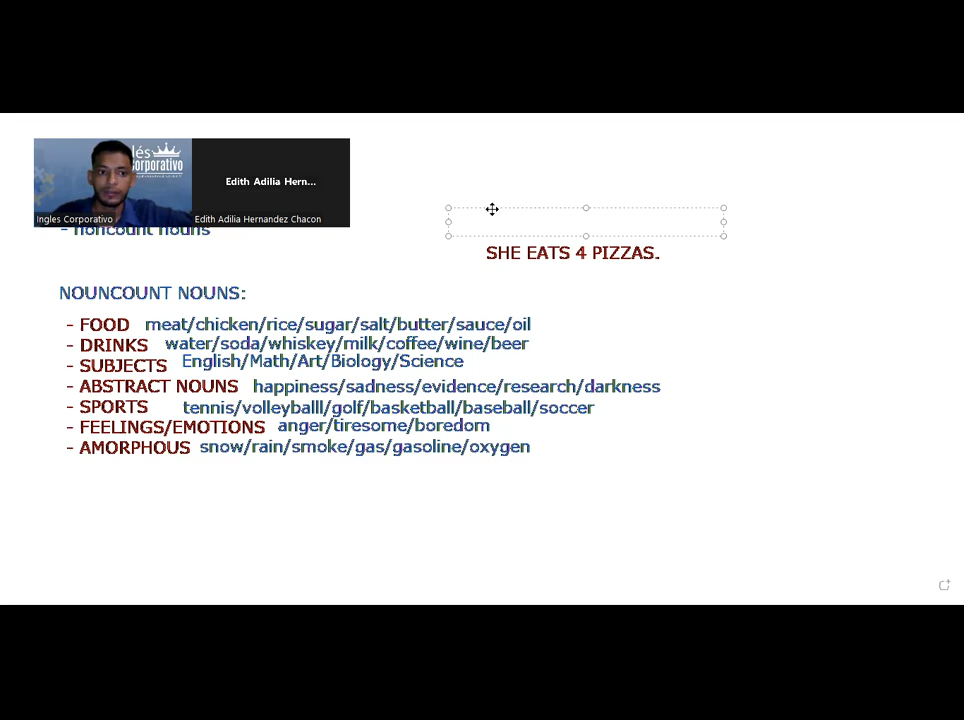 lés
orporativo
Edith Adilia Hern...
Ingles Corporativo
Edith Adilia Hernandez Chacon
- noncount nouns
SHE EATS 4 PIZZAS.
NOUNCOUNT NOUNS:
- FOOD meat/chicken/rice/sugar/salt/butter/sauce/oil
- DRINKS water/soda/whiskey/milk/coffee/wine/beer
- SUBJECTS English/Math/Art/Biology/Science
- ABSTRACT NOUNS happiness/sadness/evidence/research/darkness
- SPORTS tennis/volleyballl/golf/basketball/baseball/soccer
- FEELINGS/EMOTIONS anger/tiresome/boredom
- AMORPHOUS snow/rain/smoke/gas/gasoline/oxygen